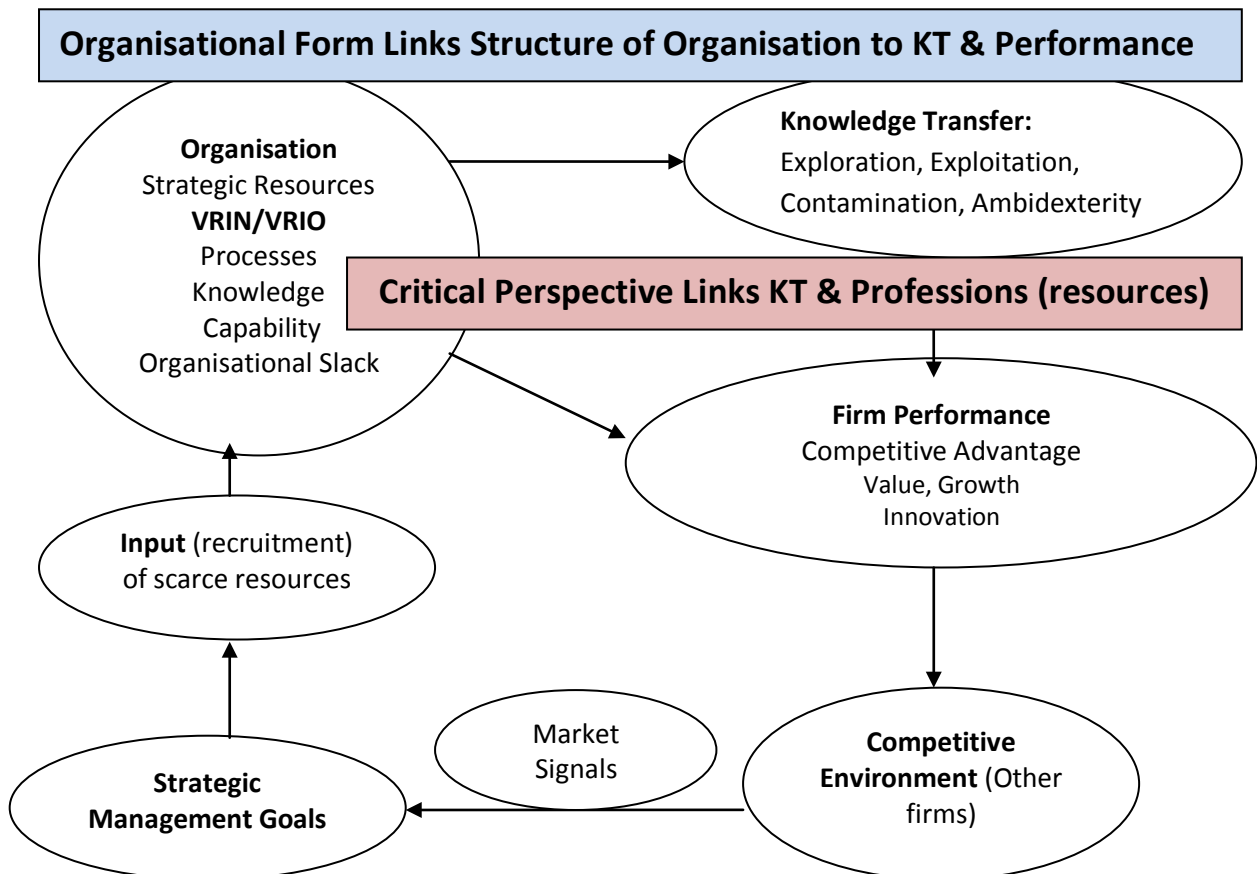 Organisational Form Links Structure of Organisation to KT & Performance
Organisation
Strategic Resources
VRIN/VRIO
Processes
Knowledge
Capability
Organisational Slack
Knowledge Transfer:
Exploration, Exploitation,
Contamination, Ambidexterity
Critical Perspective Links KT & Professions (resources)
Firm Performance
Competitive Advantage
Value, Growth
Innovation
Input (recruitment)
of scarce resources
Market
Signals
Competitive
Environment (Other
firms)
Strategic
Management Goals